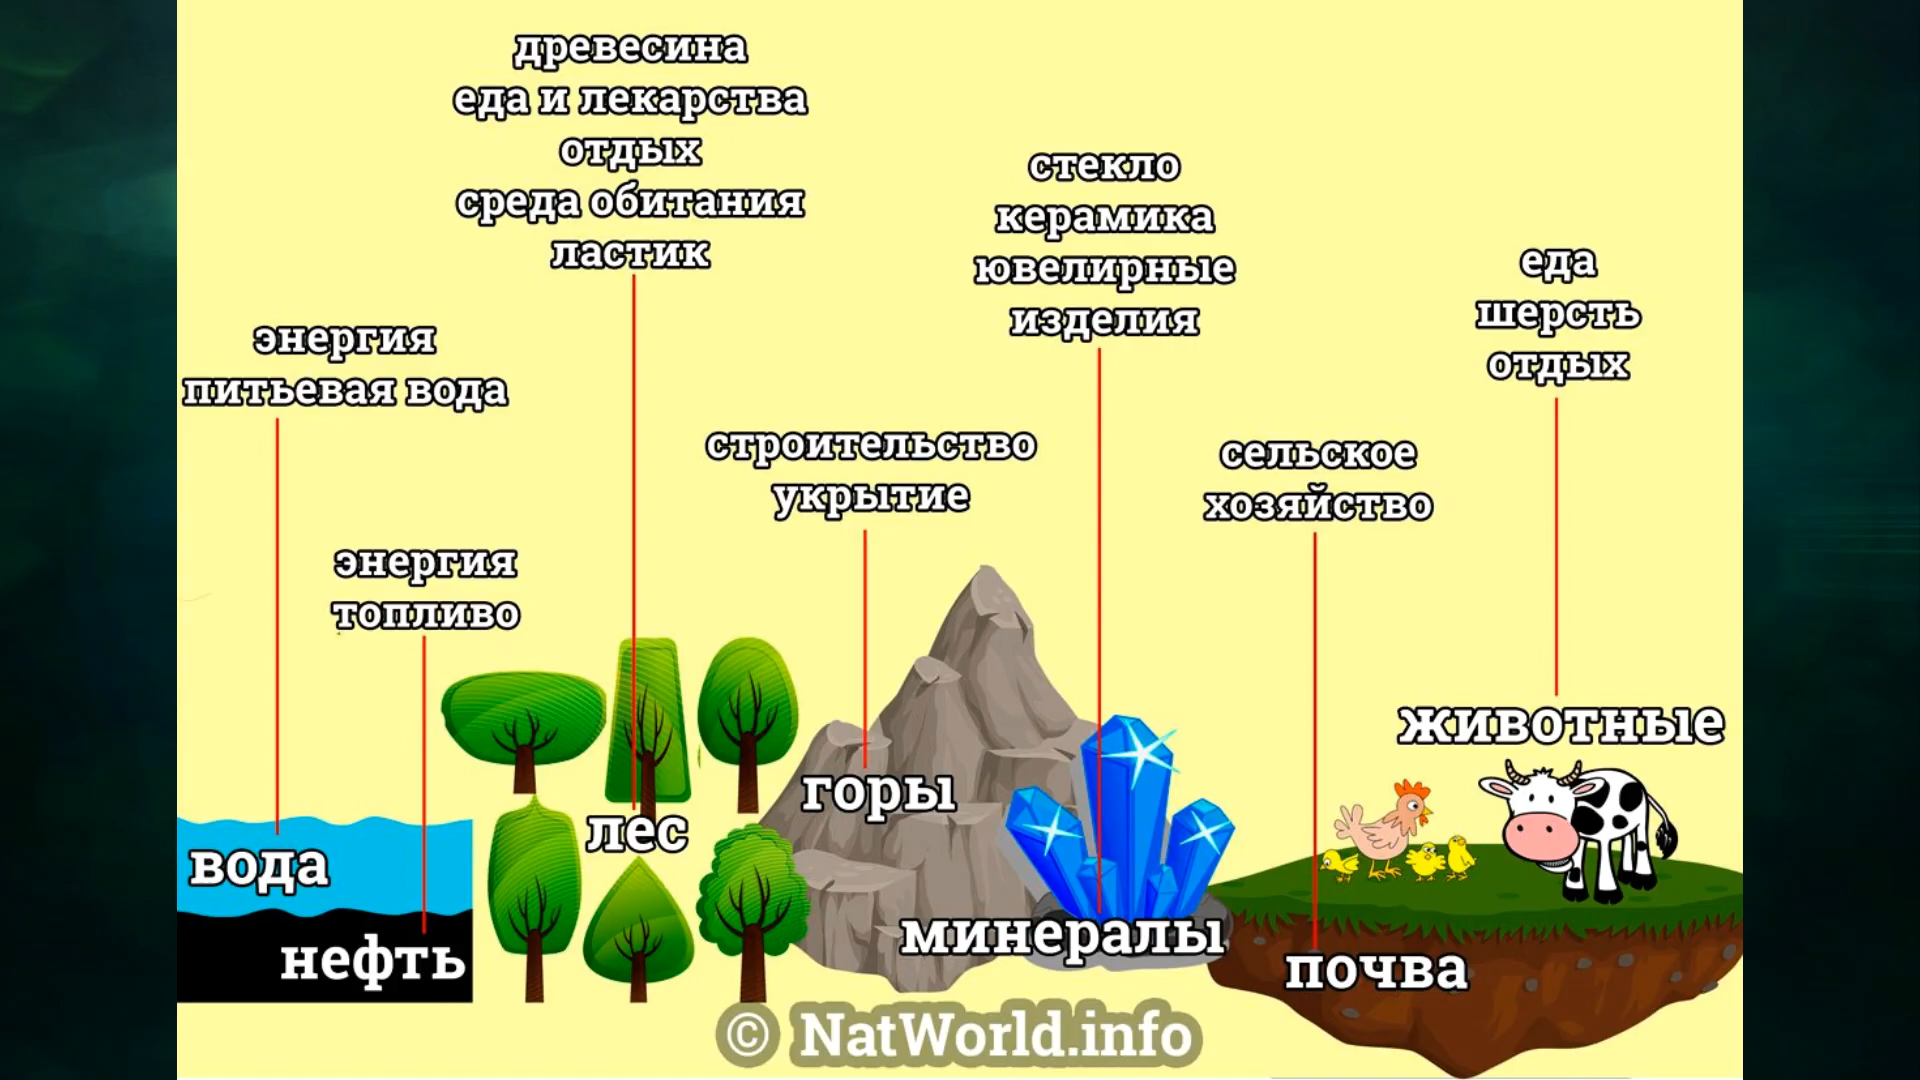 древесина
еда и лекарства
отдых
среда обитания
ластик
стекло
керамика
ювелирные
изделия
еда
шерсть
отдых
энергия
питьевая вода
строительство
укрытие
сельское
хозяйство
энергия
топливо
животные
горы
лес
вода
минералы
нефть
почва
© NatWorld.info